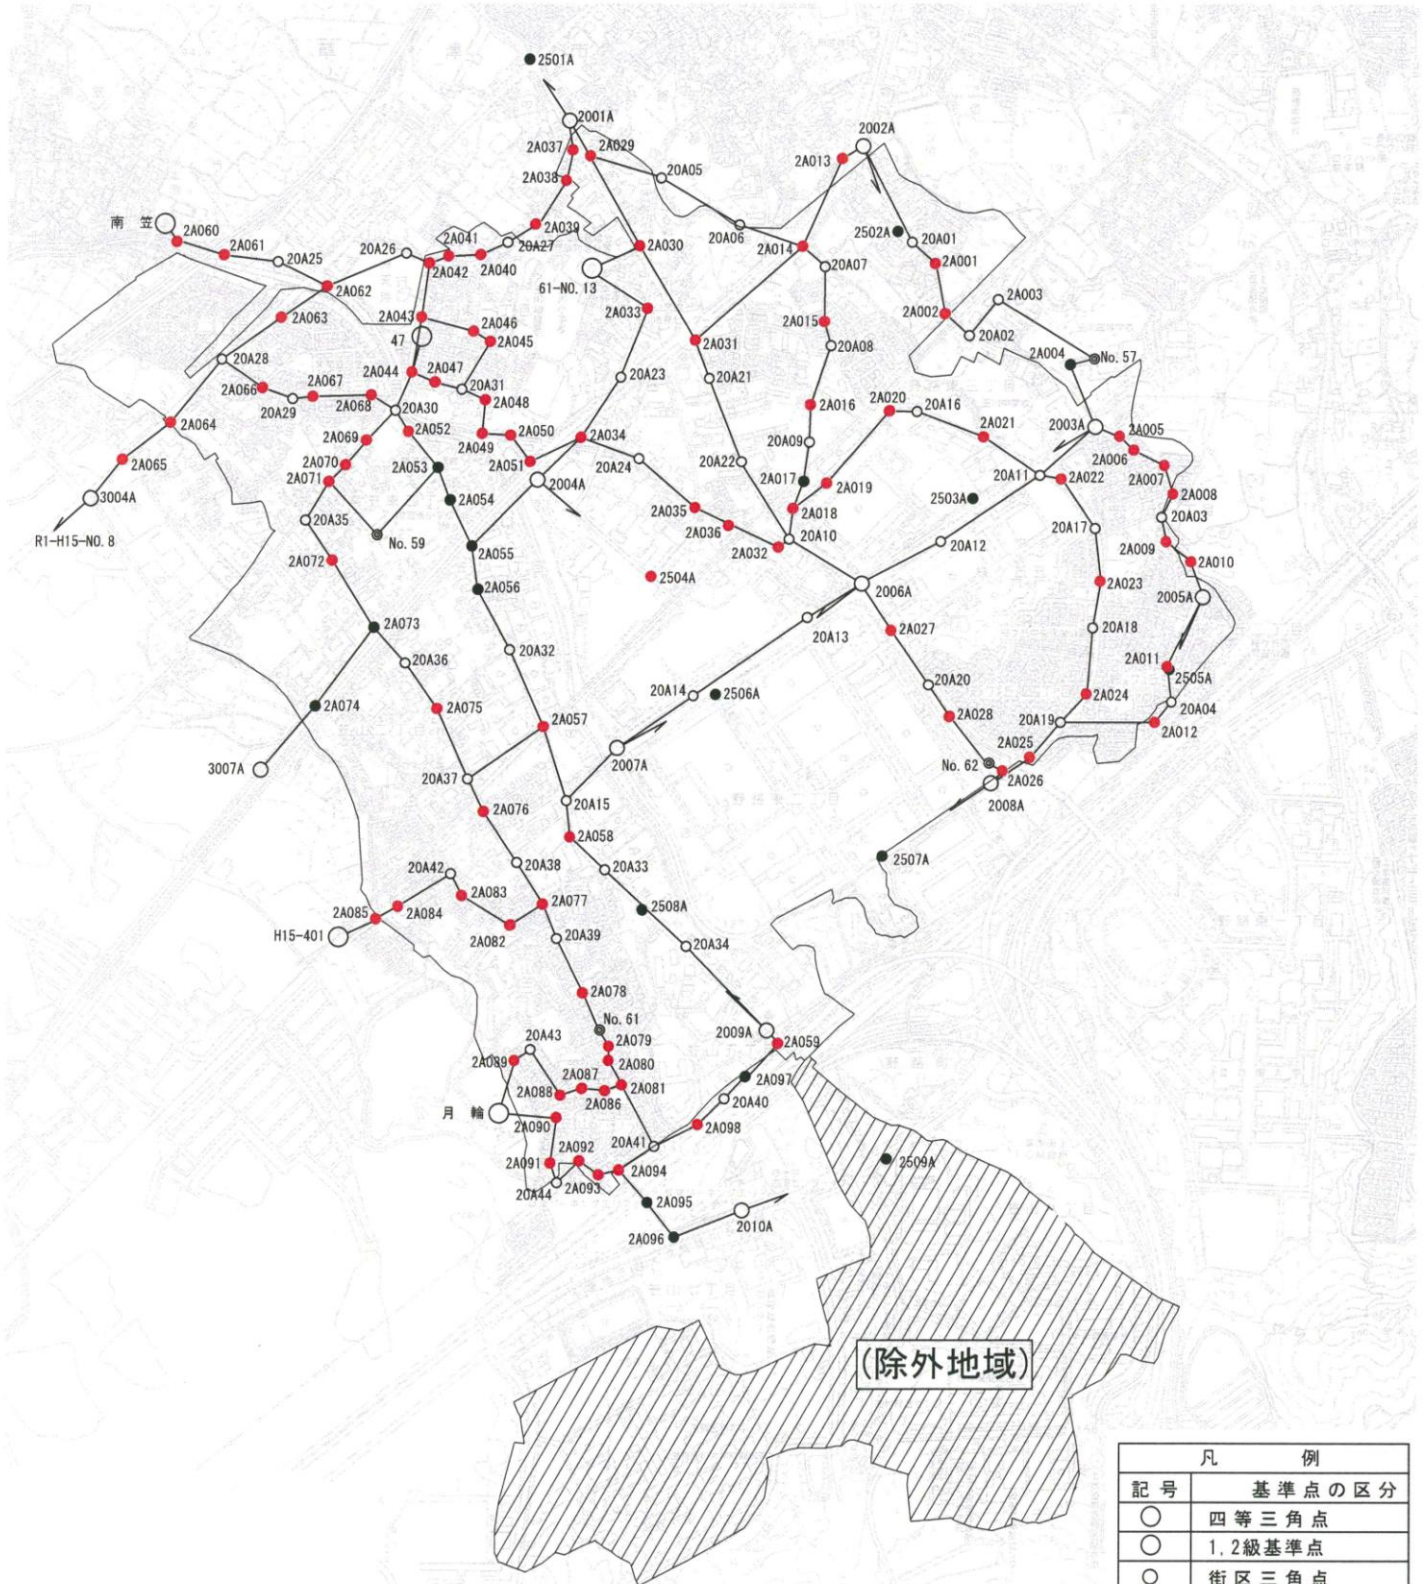 2501A
2001A
2A037
2A029
2A038
20A05
2A013
2002A
南笠
2A060
2A061
20A25
20A26
2A041
2A039
20A27
2A040
2A042
2A030
20A06
2A014
2502A
20A01
20A07
2A001
2A062
61-NO.13
2A003
2A063
2A043
47
2A046
2A045
2A033
2A031
2A015
20A08
2A002
20A02
2A004
No.57
20A28
2A044
2A047
20A31
20A23
20A21
2A066
2A067
20A29
2A068
2A048
20A30
2A016
2A020
20A16
2A064
2A069
2A052
2A049
2A050
2A034
20A09
2A021
2003A
2A005
2A006
2A065
2A070
2A071
2A053
2A051
20A24
20A22
2A017
2A019
20A11
2A022
2A007
2A008
3004A
2A054
2004A
2503A
2A018
20A03
R1-H15-NO.8
20A35
No.59
2A055
2A035
2A036
2A032
20A10
20A12
20A17
2A009
2A010
2A072
2A056
2504A
2006A
2A023
2005A
2A073
20A13
2A027
20A18
20A36
20A32
2A011
2505A
2A074
2A075
2A057
20A14
2506A
20A20
2A024
20A04
2A028
20A19
2A012
3007A
20A37
2007A
No.62
2A025
2A026
2008A
2A076
20A15
2A058
20A38
20A33
2507A
20A42
2A083
2A085
2A084
2A077
2508A
H15-401
2A082
20A39
20A34
2A078
No.61
2009A
2A059
20A43
2A079
2A089
2A080
2A087
2A081
2A097
2A088
2A086
20A40
月輪
2A090
2A098
20A41
2A092
2A091
2A094
2509A
20A44
2A093
2A095
2010A
2A096
(除外地域)
凡例
記号 基準点の区分
四等三角点
1,2級基準点
街区三角点